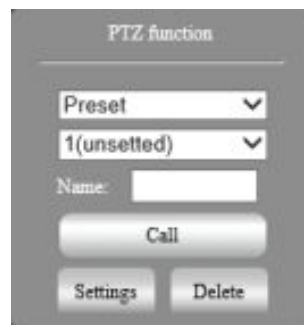 PTZ function
Preset
1(unsetted)
Name:
Call
Settings Delete